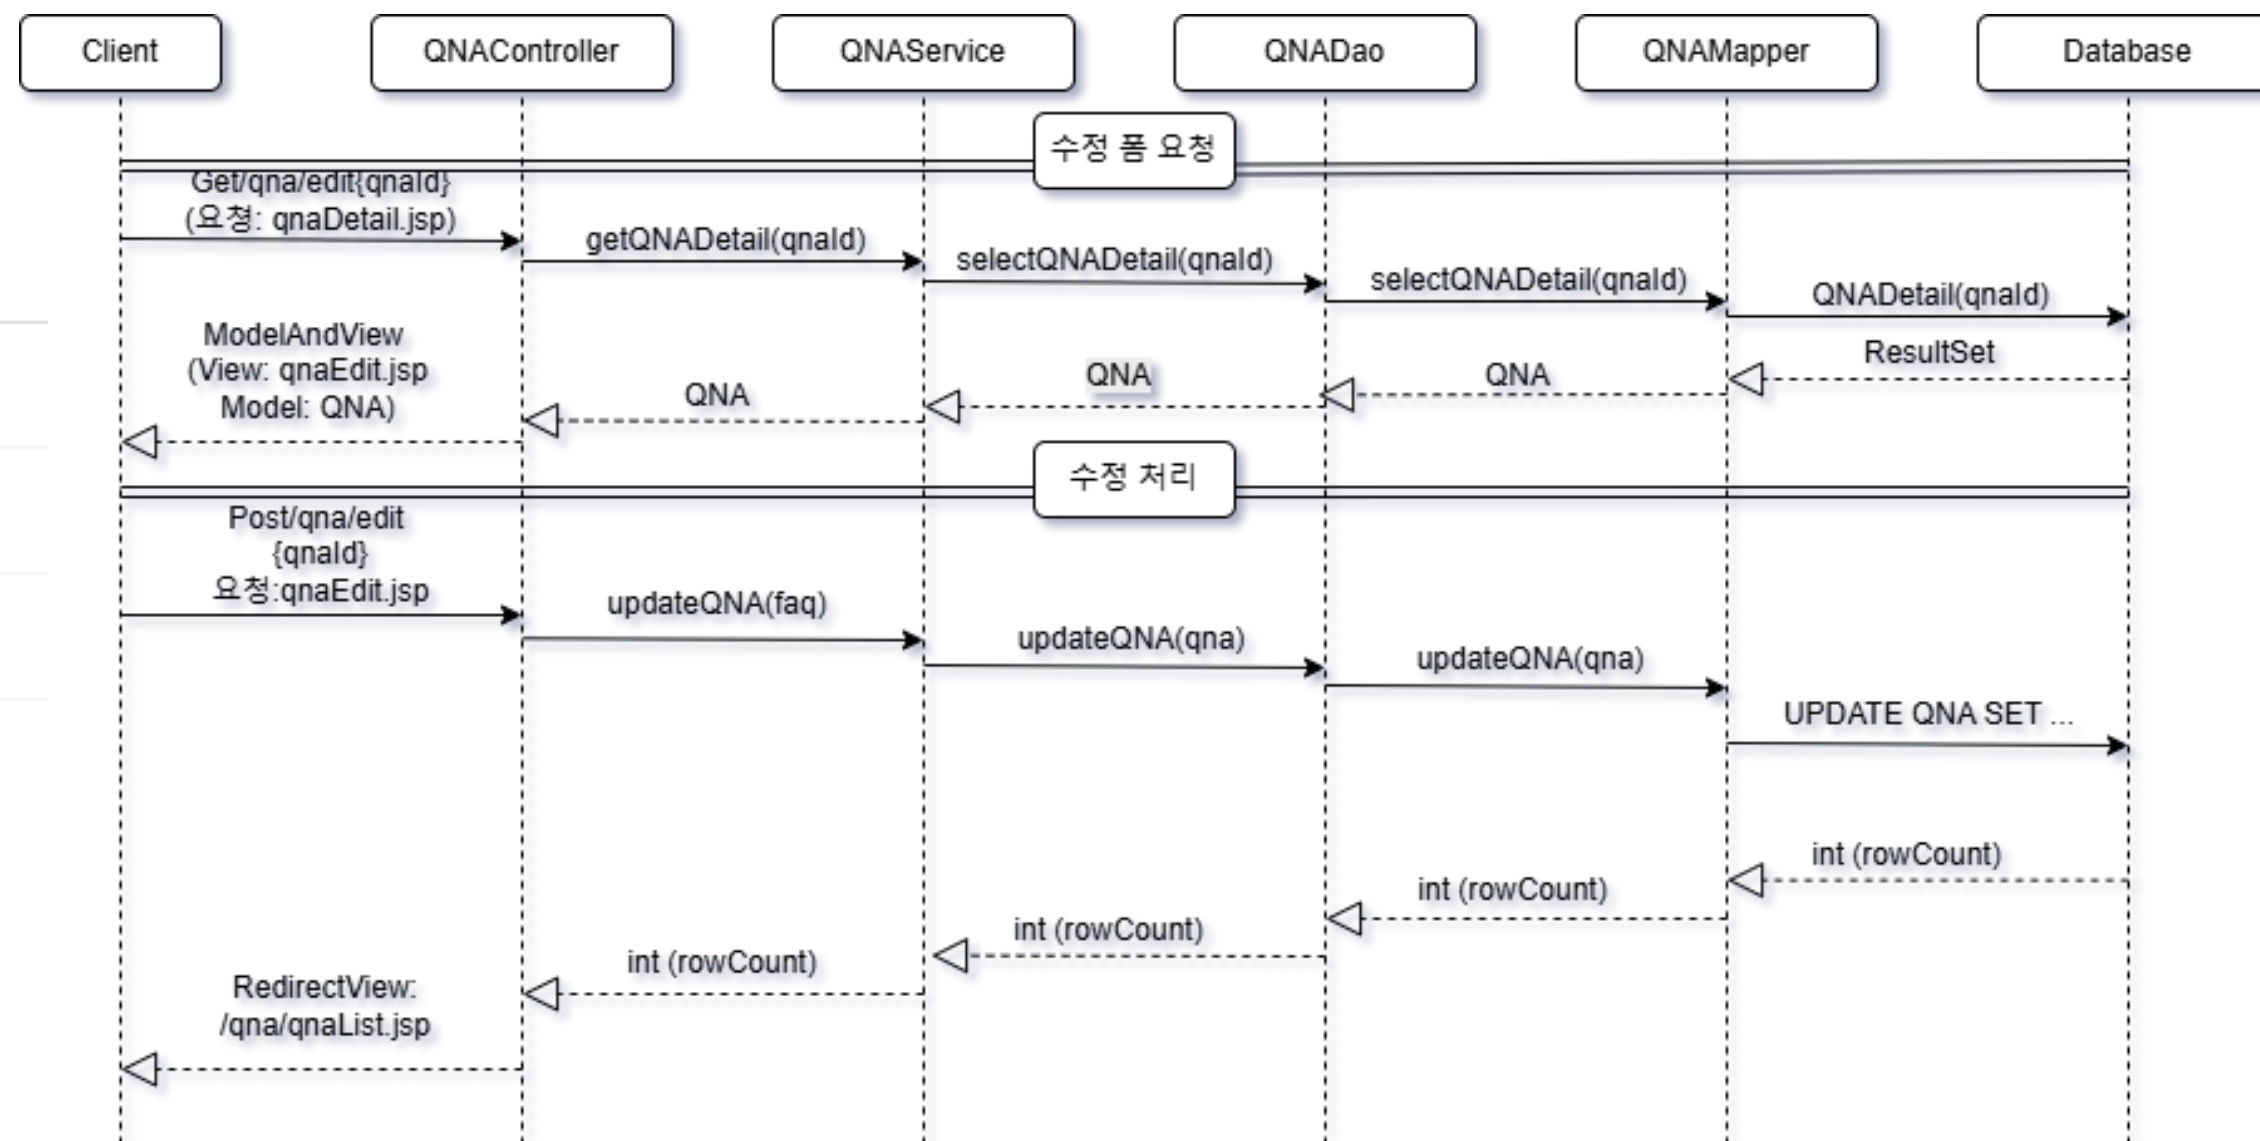 Client
QNAController
QNAService
QNADao
QNAMapper
Database
수정 폼 요청
Get/qna/edit{qnaId}
(요청: qnaDetail.jsp)
getQNADetail(qnaId)
selectQNADetail(qnaId)
selectQNADetail(qnaId)
QNADetail(qnaId)
ResultSet
QNA
QNA
QNA
ModelAndView
(View: qnaEdit.jsp
Model: QNA)
수정 처리
Post/qna/edit
{qnaId}
요청:qnaEdit.jsp
updateQNA(faq)
updateQNA(qna)
updateQNA(qna)
UPDATE QNA SET ...
int (rowCount)
int (rowCount)
int (rowCount)
int (rowCount)
RedirectView:
/qna/qnaList.jsp